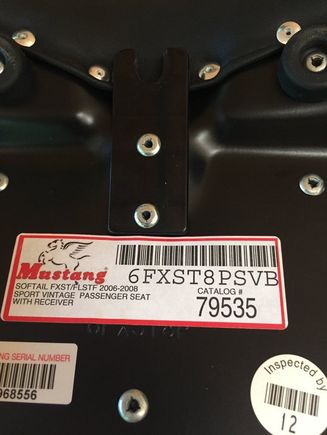 Mustang
6FXST8PSVB
SOFTAIL FXST/FLSTF 2006-2008
SPORT VINTAGE PASSENGER SEAT
WITH RECEIVER
CATALOG #
79535
NG SERIAL NUMBER
968556
Inspected by
12